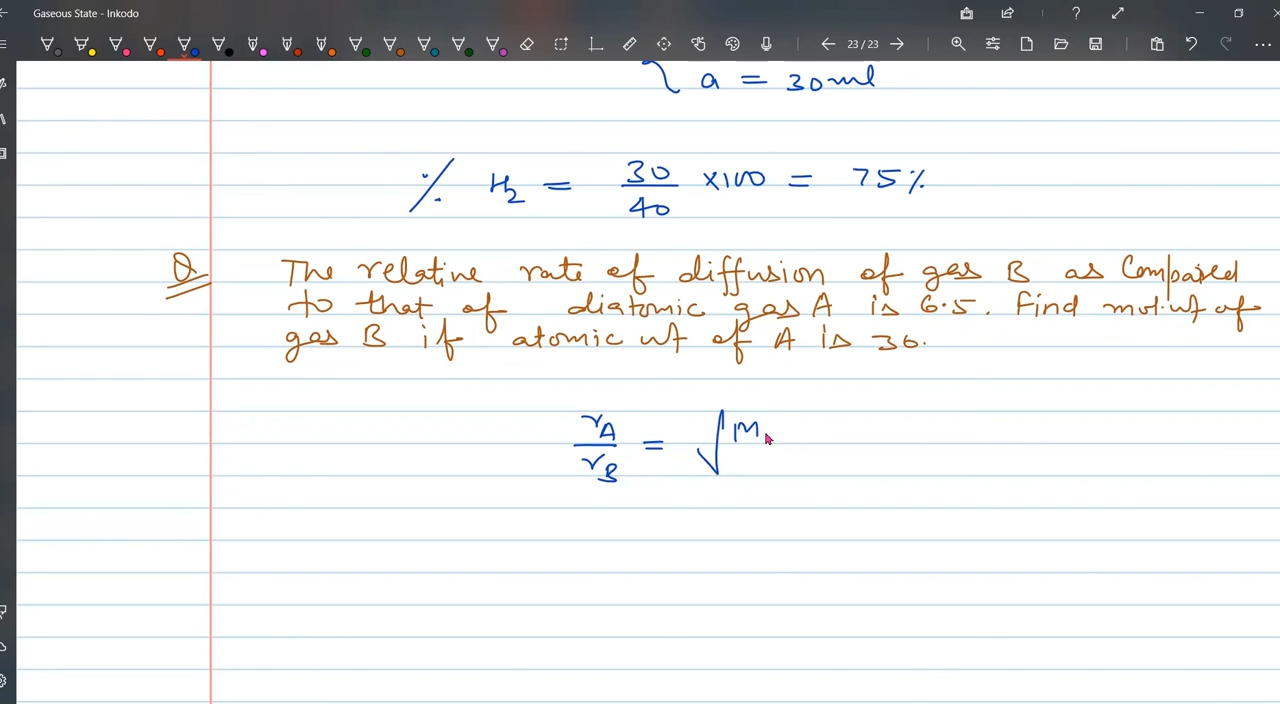 Gaseous State - Inkodo
23/23
a = 30ml
% H2 = 30/40 ×100 = 75%
Q. The relative rate of diffusion of gas B as Compared
to that of diatomic gas A is 6.5. Find mol.wt of
gas B if atomic wt of A is 36.
rA/rB = √M